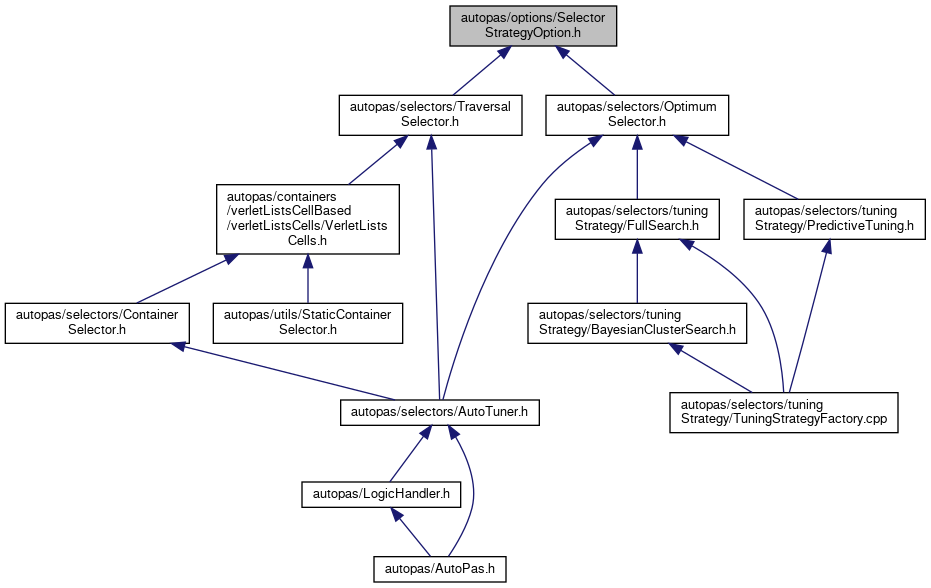 autopas/options/Selector
StrategyOption.h
autopas/selectors/Traversal
Selector.h
autopas/selectors/Optimum
Selector.h
autopas/containers
/verletListsCellBased
/verletListsCells/VerletLists
Cells.h
autopas/selectors/tuning
Strategy/FullSearch.h
autopas/selectors/tuning
Strategy/PredictiveTuning.h
autopas/selectors/Container
Selector.h
autopas/utils/StaticContainer
Selector.h
autopas/selectors/tuning
Strategy/BayesianClusterSearch.h
autopas/selectors/AutoTuner.h
autopas/selectors/tuning
Strategy/TuningStrategyFactory.cpp
autopas/LogicHandler.h
autopas/AutoPas.h